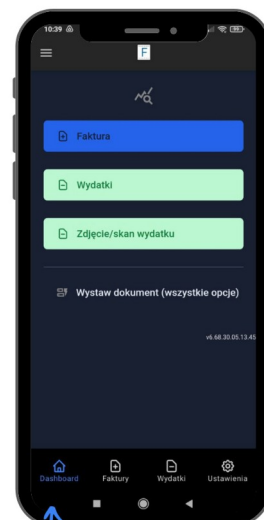 10:39
F
Faktura
Wydatki
Zdjęcie/skan wydatku
Wystaw dokument (wszystkie opcje)
v6.68.30.05.13.45
Dashboard Faktury Wydatki Ustawienia